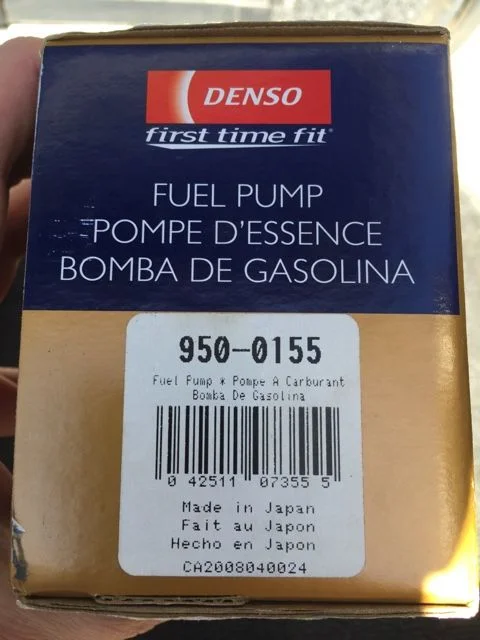 DENSO
first time fit®
FUEL PUMP
POMPE D'ESSENCE
BOMBA DE GASOLINA
950-0155
Fuel Pump * Pompe A Carburant
Bomba De Gasolina
0 42511 07355 5
Made in Japan
Fait au Japon
Hecho en Japon
CA2008040024